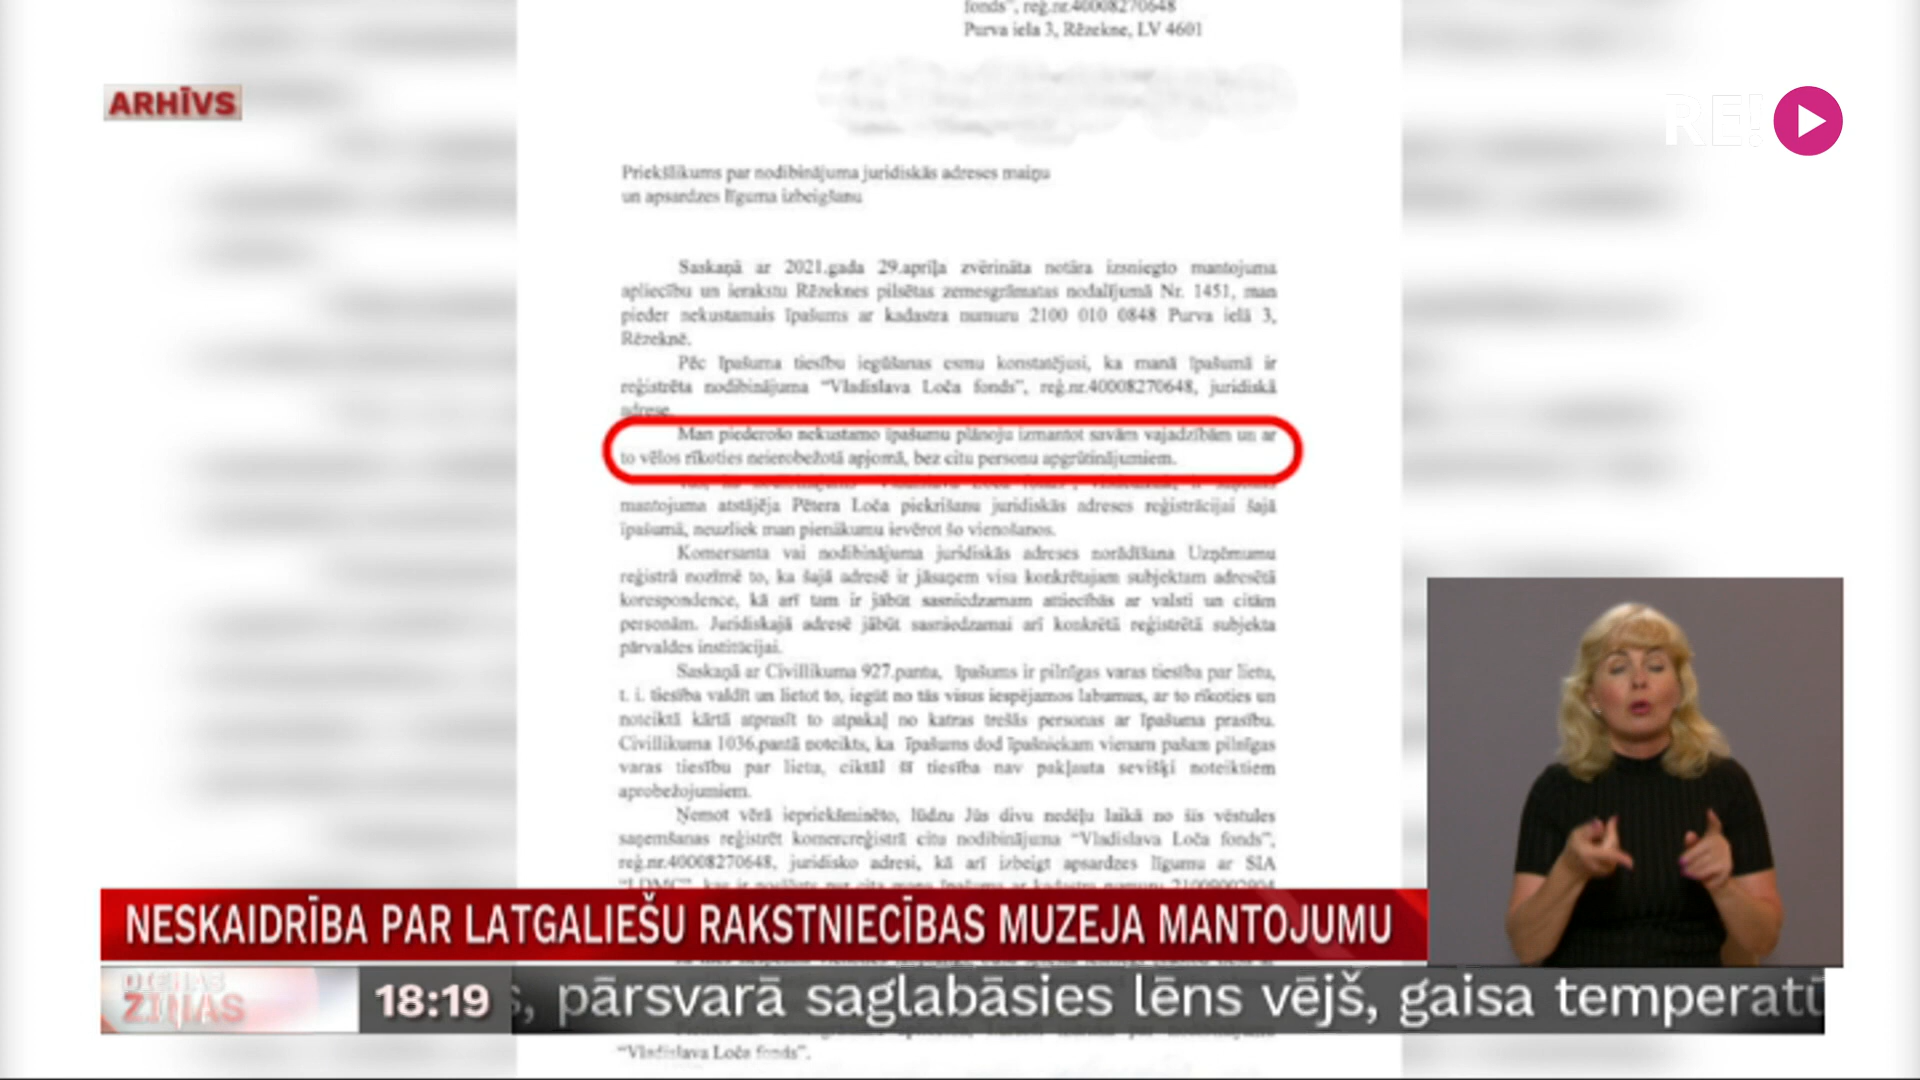 fonds", reģ.nr.40008270648
Purva iela 3, Rēzekne, LV 4601
ARHĪVS
RE!
Priekšlikums par nodibinājuma juridiskās adreses maiņu
un apsardzes līguma izbeigšanu
Saskaņā ar 2021.gada 29.aprīļa zvērināta notāra izsniegto mantojuma
apliecību un ierakstu Rēzeknes pilsētas zemesgrāmatas nodalījumā Nr. 1451, man
pieder nekustamais īpašums ar kadastra numuru 2100 010 0848 Purva ielā 3,
Rēzeknē.
Pēc īpašuma tiesību iegūšanas esmu konstatējusi, ka manā īpašumā ir
reģistrēta nodibinājuma "Vladislava Loča fonds", reģ.nr.40008270648, juridiskā
adrese.
Man piederošo nekustamo īpašumu plānoju izmantot savām vajadzībām un ar
to vēlos rīkoties neierobežotā apjomā, bez citu personu apgrūtinājumiem.
mantojuma atstājēja Pētera Loča piekrišanu juridiskās adreses reģistrācijai šajā
īpašumā, neuzliek man pienākumu ievērot šo vienošanos.
Komersanta vai nodibinājuma juridiskās adreses norādīšana Uzņēmumu
reģistrā nozīmē to, ka šajā adresē ir jāsaņem visa konkrētajam subjektam adresētā
korespondence, kā arī tam ir jābūt sasniedzamam attiecībās ar valsti un citām
personām. Juridiskajā adresē jābūt sasniedzamai arī konkrētā reģistrētā subjekta
pārvaldes institūcijai.
Saskaņā ar Civillikuma 927.pantu, īpašums ir pilnīgas varas tiesība par lietu,
t. i. tiesība valdīt un lietot to, iegūt no tās visus iespējamos labumus, ar to rīkoties un
noteiktā kārtā atprasīt to atpakaļ no katras trešās personas ar īpašuma prasību.
Civillikuma 1036.pantā noteikts, ka īpašums dod īpašniekam vienam pašam pilnīgas
varas tiesību par lietu, ciktāl šī tiesība nav pakļauta sevišķi noteiktiem
aprobežojumiem.
Ņemot vērā iepriekšminēto, lūdzu Jūs divu nedēļu laikā no šīs vēstules
saņemšanas reģistrēt komercreģistrā citu nodibinājuma "Vladislava Loča fonds",
reģ.nr.40008270648, juridisko adresi, kā arī izbeigt apsardzes līgumu ar SIA
NESKAIDRĪBA PAR LATGALIEŠU RAKSTNIECĪBAS MUZEJA MANTOJUMU
DIENAS
ZIŅAS
18:19 s, pārsvarā saglabāsies lēns vējš, gaisa temperatū
"Vladislava Loča fonds".